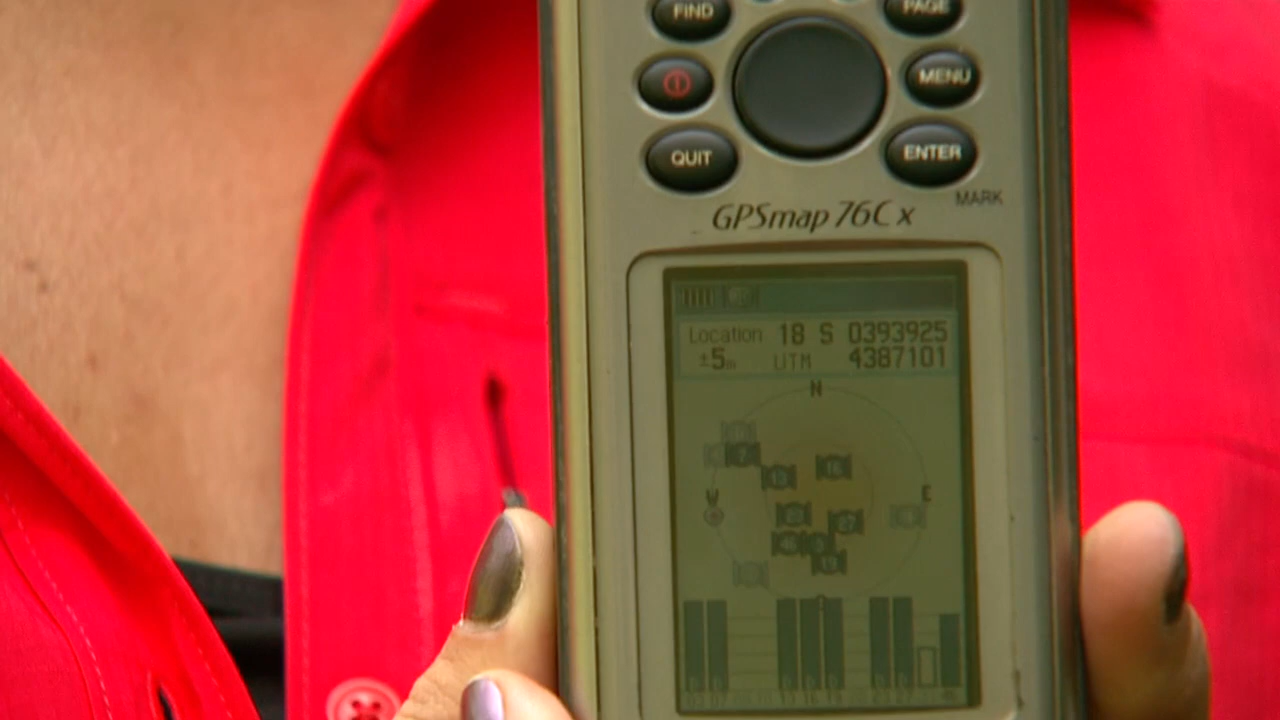 FIND PAGE
MENU
QUIT ENTER
MARK
GPSmap 76Cx
Location 18 S 0393925
±5m UTM 4387101
N
W E